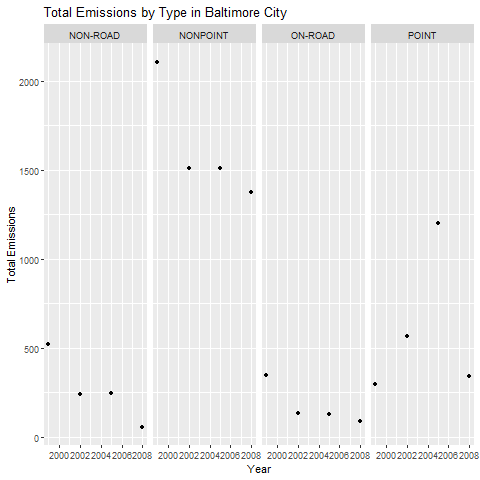 Total Emissions by Type in Baltimore City
NON-ROAD NONPOINT ON-ROAD POINT
2000
1500
1000
500
0
Total Emissions
2000 2002 2004 2006 2008 2000 2002 2004 2006 2008 2000 2002 2004 2006 2008 2000 2002 2004 2006 2008
Year